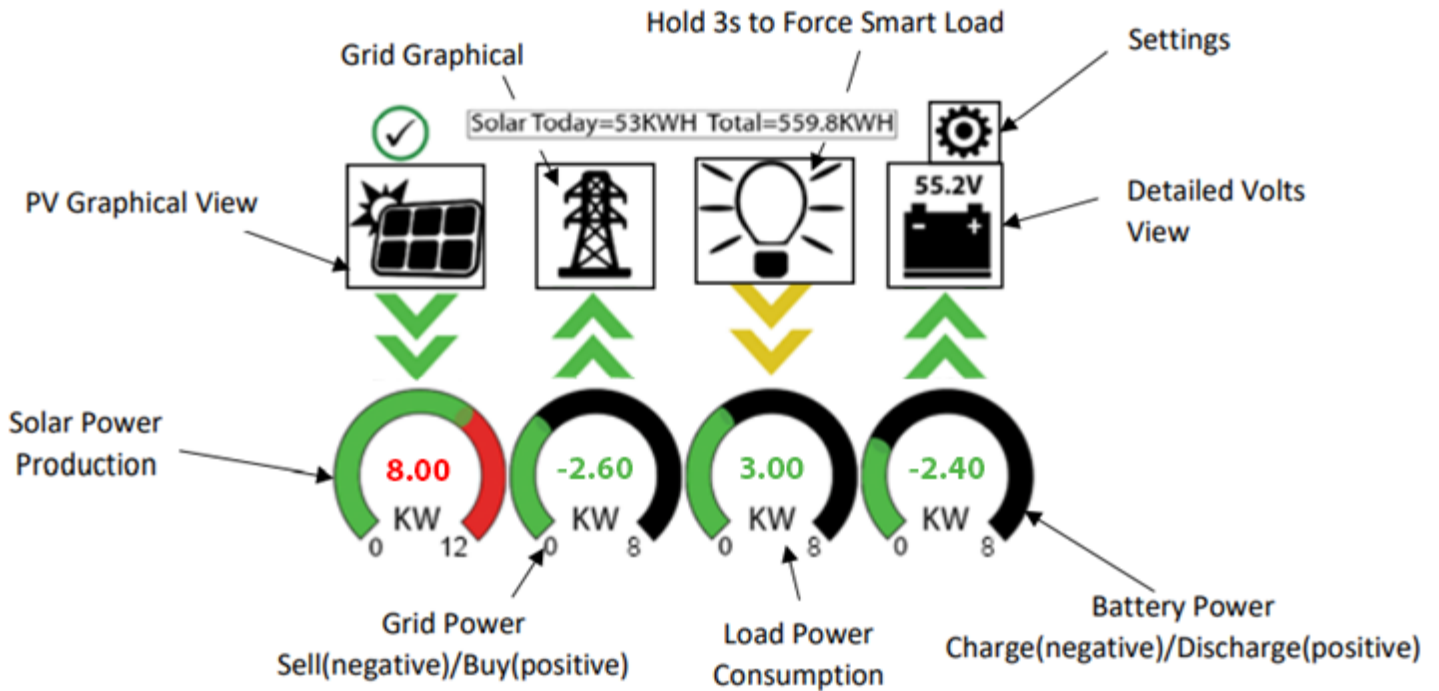 Hold 3s to Force Smart Load
Settings
Grid Graphical
Solar Today=53KWH Total=559.8KWH
PV Graphical View
55.2V
- +
Detailed Volts
View
Solar Power
Production
8.00
KW
0 12
-2.60
KW
0 8
3.00
KW
0 8
-2.40
KW
0 8
Grid Power
Sell(negative)/Buy(positive)
Load Power
Consumption
Battery Power
Charge(negative)/Discharge(positive)